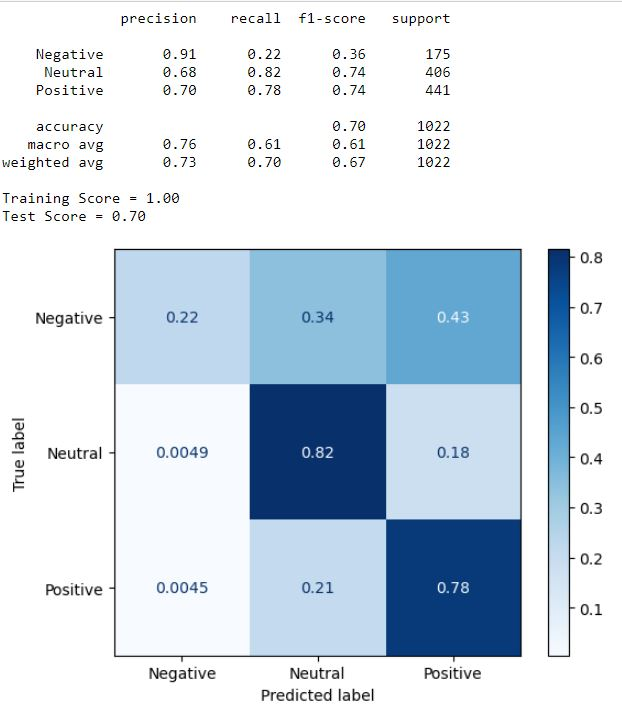 precision recall f1-score support
Negative 0.91 0.22 0.36 175
Neutral 0.68 0.82 0.74 406
Positive 0.70 0.78 0.74 441
accuracy 0.70 1022
macro avg 0.76 0.61 0.61 1022
weighted avg 0.73 0.70 0.67 1022
Training Score = 1.00
Test Score = 0.70
Negative 0.22 0.34 0.43
Neutral 0.0049 0.82 0.18
Positive 0.0045 0.21 0.78
True label
Negative Neutral Positive
Predicted label
0.8
0.7
0.6
0.5
0.4
0.3
0.2
0.1